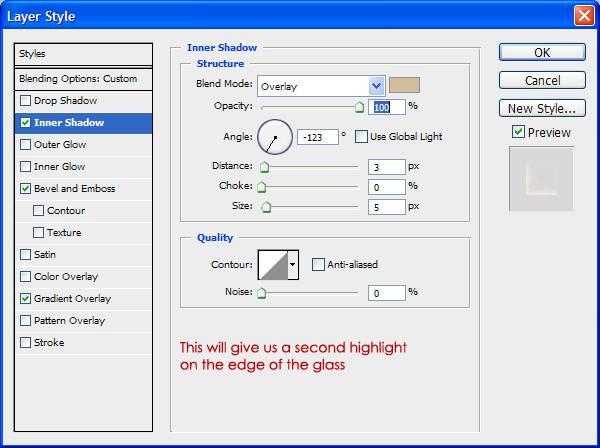 Layer Style
Styles
Blending Options: Custom
Drop Shadow
Inner Shadow
Outer Glow
Inner Glow
Bevel and Emboss
Contour
Texture
Satin
Color Overlay
Gradient Overlay
Pattern Overlay
Stroke
Inner Shadow
Structure
Blend Mode: Overlay
Opacity: 100 %
Angle: -123 ° Use Global Light
Distance: 3 px
Choke: 0 %
Size: 5 px
Quality
Contour: Anti-aliased
Noise: 0 %
This will give us a second highlight
on the edge of the glass
OK
Cancel
New Style...
Preview